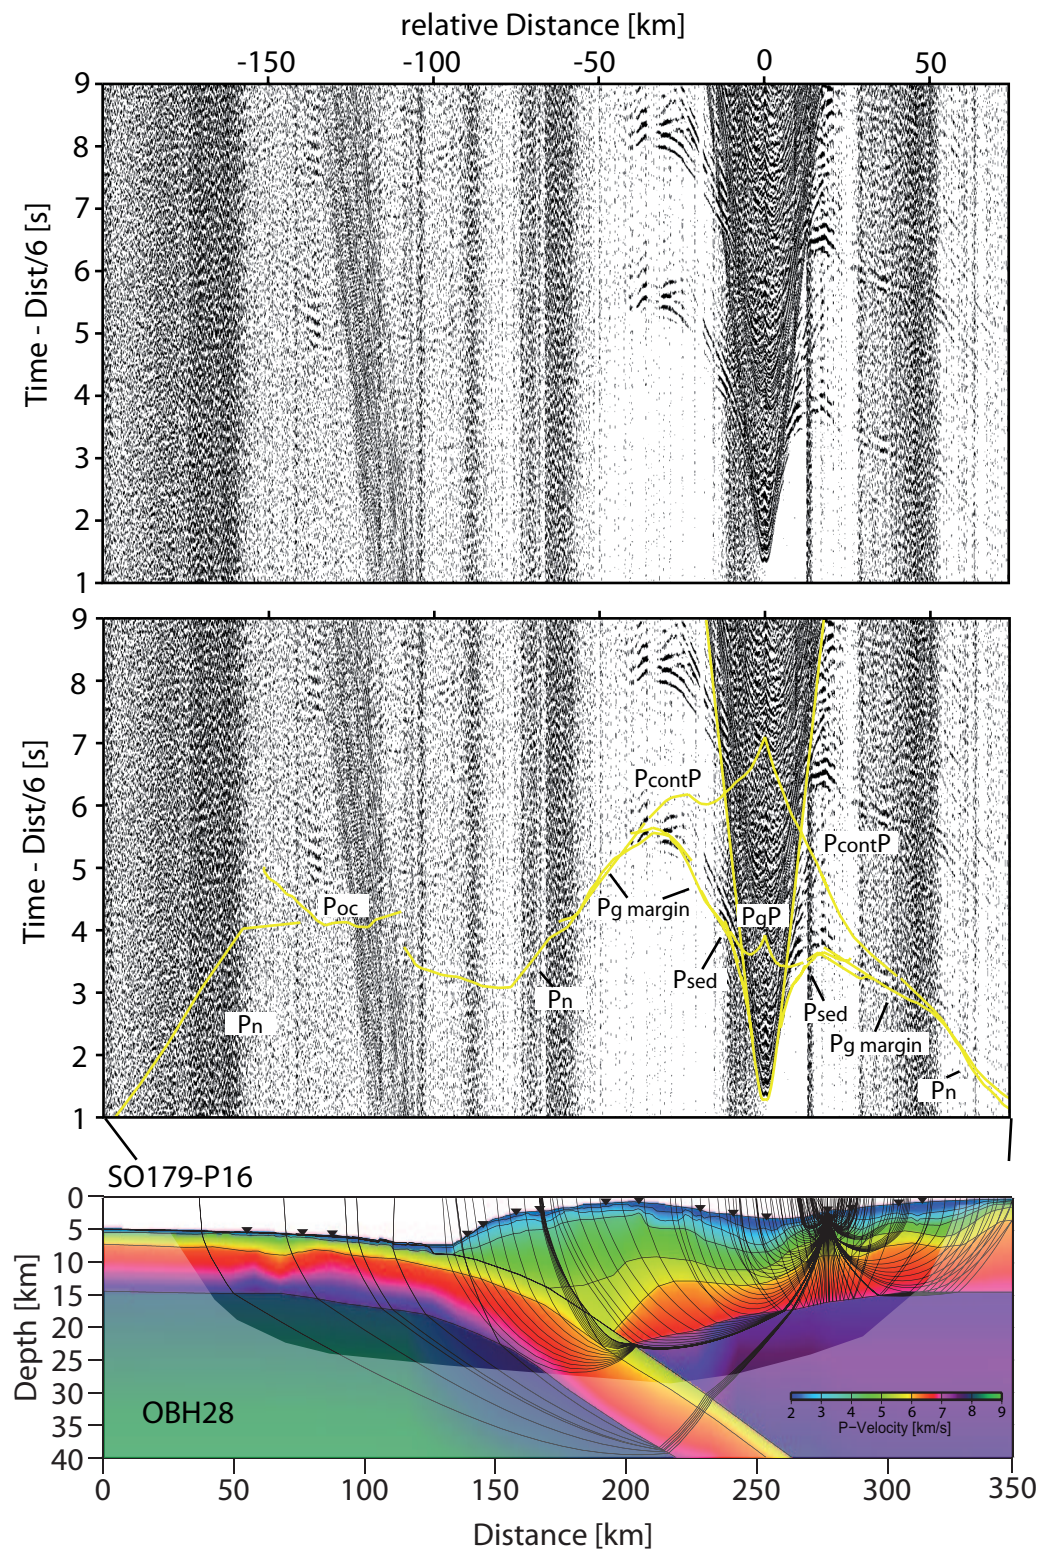 relative Distance [km]
-150 -100 -50 0 50
9
8
7
6
5
4
3
2
1
Time - Dist/6 [s]
9
8
7
6
5
4
3
2
1
Time - Dist/6 [s]
PcontP
PcontP
Poc
Pg margin
PgP
Psed
Pn
Psed
Pn
Pg margin
Pn
SO179-P16
0
5
10
15
20
25
30
35
40
Depth [km]
OBH28
2 3 4 5 6 7 8 9
P-Velocity [km/s]
0 50 100 150 200 250 300 350
Distance [km]